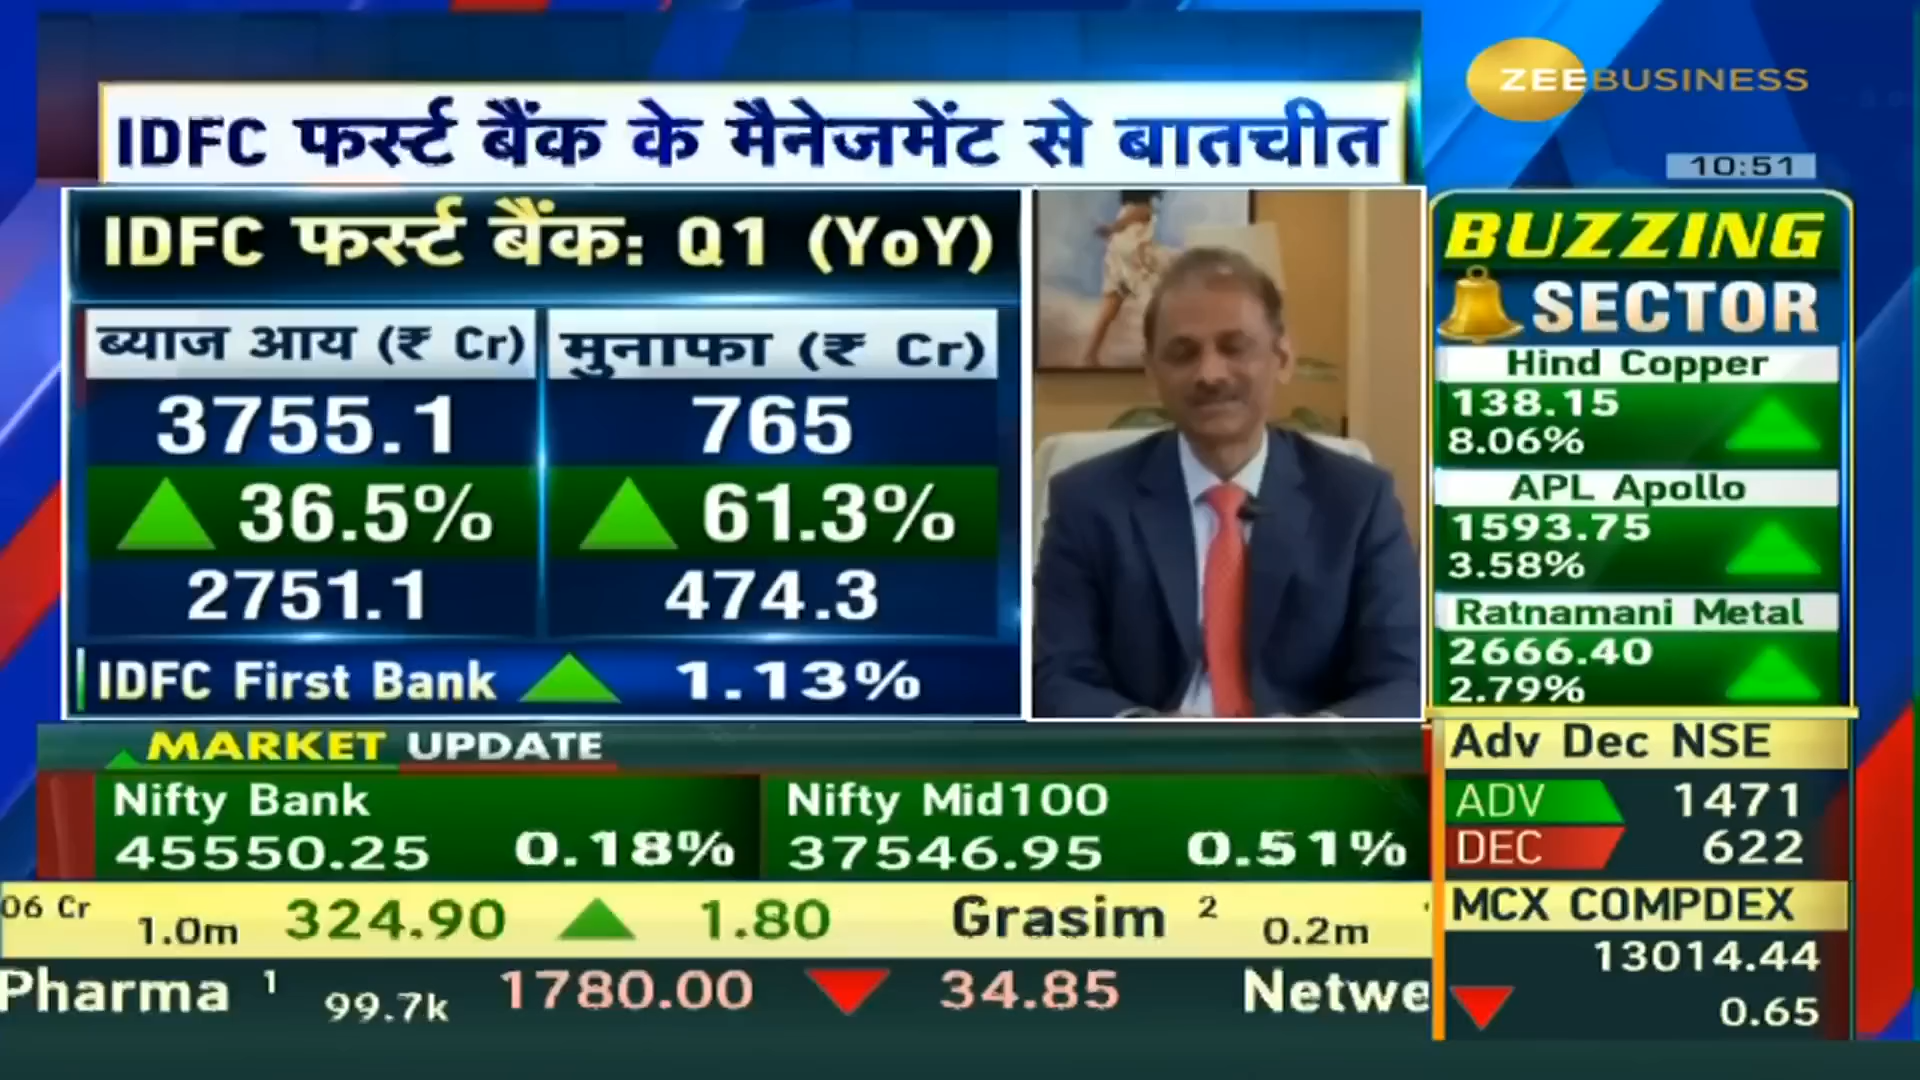 IDFC फर्स्ट बैंक के मैनेजमेंट से बातचीत
ZEEBUSINESS
10:51
IDFC फर्स्ट बैंक: Q1 (YoY)
ब्याज आय (₹ Cr)
मुनाफा (₹ Cr)
3755.1
765
36.5%
61.3%
2751.1
474.3
IDFC First Bank 1.13%
BUZZING
SECTOR
Hind Copper
138.15
8.06%
APL Apollo
1593.75
3.58%
Ratnamani Metal
2666.40
2.79%
MARKET UPDATE
Nifty Bank
45550.25 0.18%
Nifty Mid100
37546.95 0.51%
Adv Dec NSE
ADV 1471
DEC 622
MCX COMPDEX
13014.44
0.65
06 Cr 1.0m 324.90 1.80 Grasim 2 0.2m
Pharma 1 99.7k 1780.00 34.85 Netwe